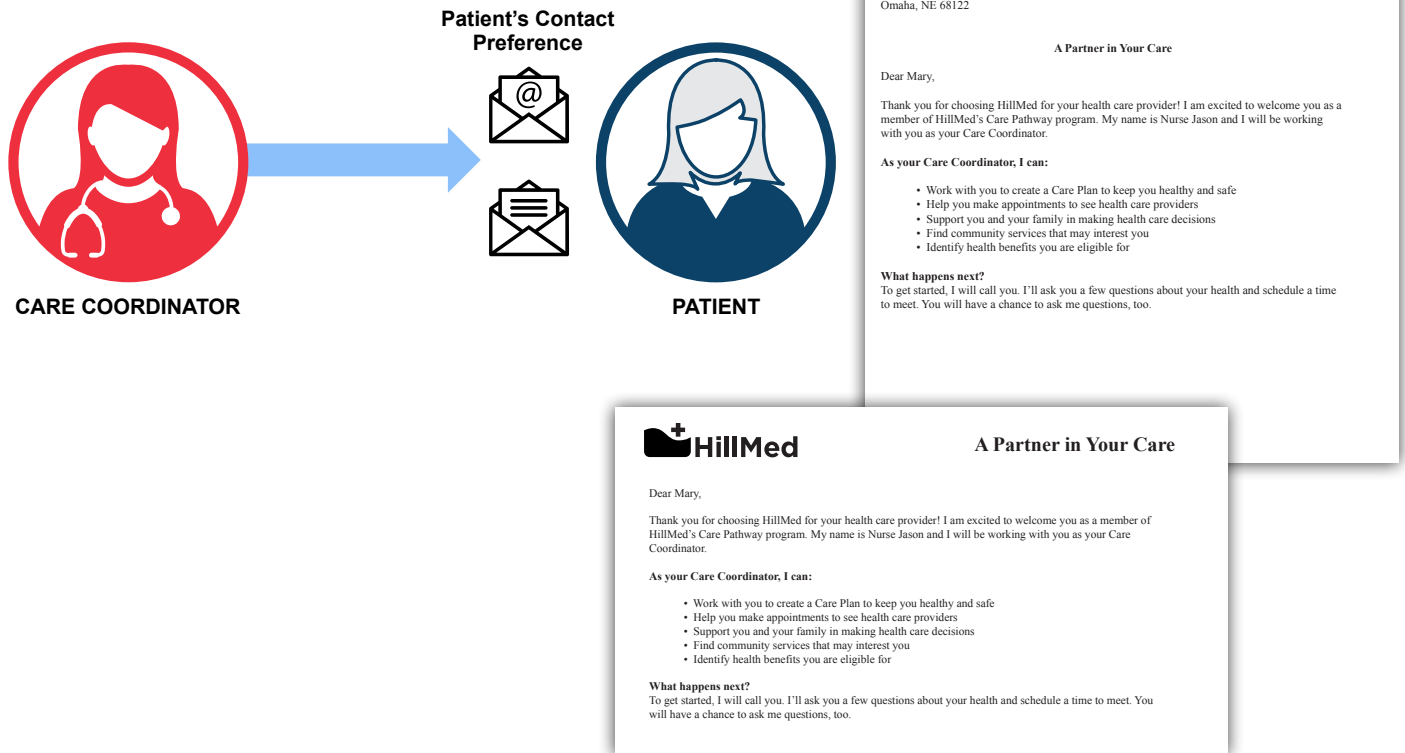 Patient’s Contact
Preference
@
CARE COORDINATOR
PATIENT
Omaha, NE 68122
A Partner in Your Care
Dear Mary,
Thank you for choosing HillMed for your health care provider! I am excited to welcome you as a
member of HillMed’s Care Pathway program. My name is Nurse Jason and I will be working
with you as your Care Coordinator.
As your Care Coordinator, I can:
• Work with you to create a Care Plan to keep you healthy and safe
• Help you make appointments to see health care providers
• Support you and your family in making health care decisions
• Find community services that may interest you
• Identify health benefits you are eligible for
What happens next?
To get started, I will call you. I’ll ask you a few questions about your health and schedule a time
to meet. You will have a chance to ask me questions, too.
HillMed
A Partner in Your Care
Dear Mary,
Thank you for choosing HillMed for your health care provider! I am excited to welcome you as a member of
HillMed’s Care Pathway program. My name is Nurse Jason and I will be working with you as your Care
Coordinator.
As your Care Coordinator, I can:
• Work with you to create a Care Plan to keep you healthy and safe
• Help you make appointments to see health care providers
• Support you and your family in making health care decisions
• Find community services that may interest you
• Identify health benefits you are eligible for
What happens next?
To get started, I will call you. I’ll ask you a few questions about your health and schedule a time to meet. You
will have a chance to ask me questions, too.